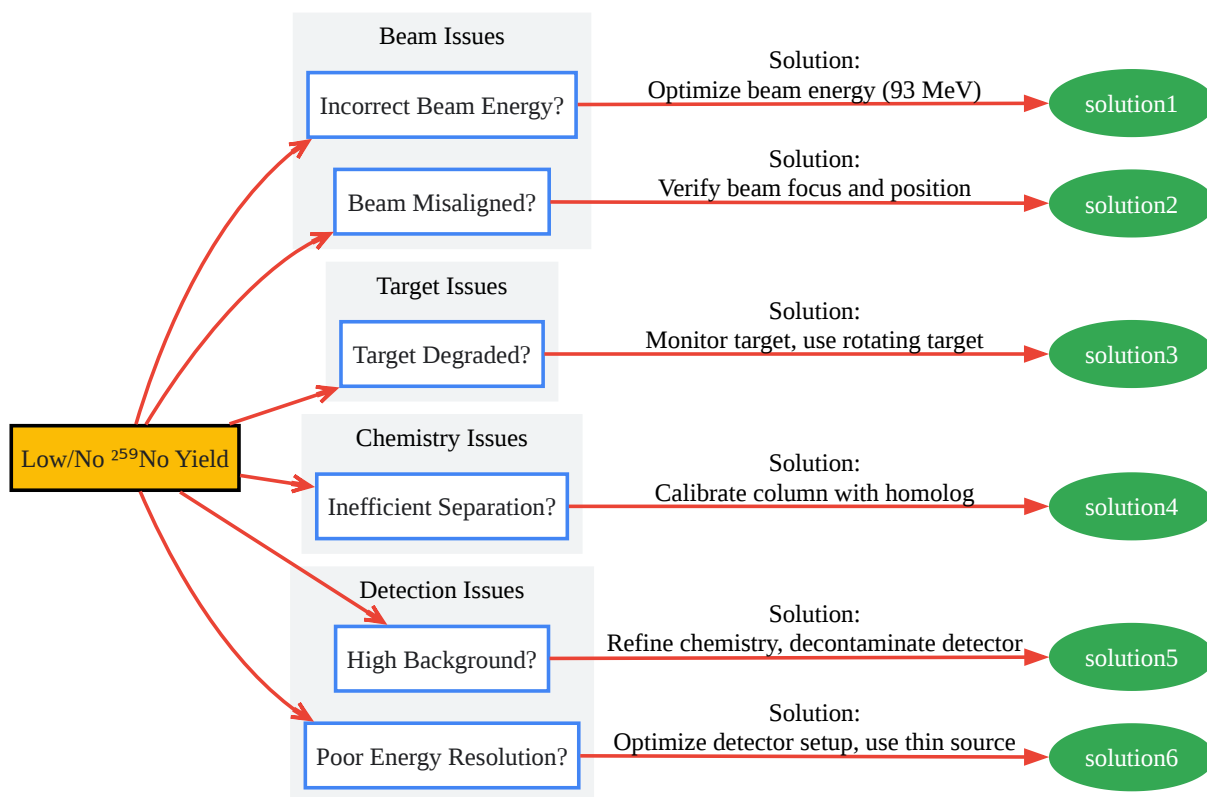 Beam Issues
Incorrect Beam Energy?
Solution:
Optimize beam energy (93 MeV)
solution1
Beam Misaligned?
Solution:
Verify beam focus and position
solution2
Target Issues
Target Degraded?
Solution:
Monitor target, use rotating target
solution3
Low/No ²⁵⁹No Yield
Chemistry Issues
Inefficient Separation?
Solution:
Calibrate column with homolog
solution4
Detection Issues
High Background?
Solution:
Refine chemistry, decontaminate detector
solution5
Poor Energy Resolution?
Solution:
Optimize detector setup, use thin source
solution6